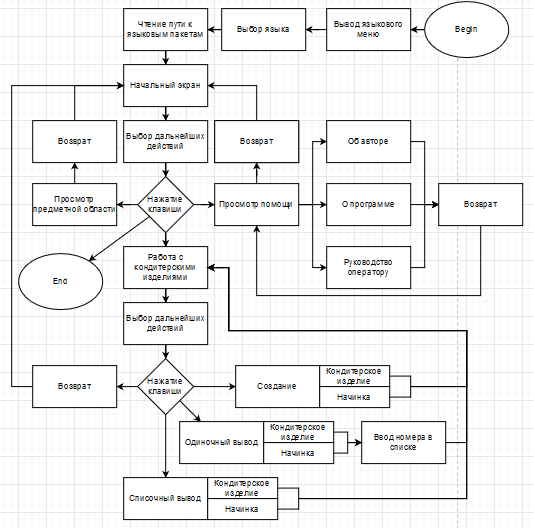 Чтение пути к
языковым пакетам
Выбор языка
Вывод языкового
меню
Begin
Начальный экран
Возврат
Выбор дальнейших
действий
Возврат
Об авторе
Просмотр
предметной области
Нажатие
клавиши
Просмотр помощи
О программе
Возврат
End
Работа с
кондитерскими
изделиями
Руководство
оператору
Выбор дальнейших
действий
Возврат
Нажатие
клавиши
Создание
Кондитерское
изделие
Начинка
Одиночный вывод
Кондитерское
изделие
Начинка
Ввод номера в
списке
Списочный вывод
Кондитерское
изделие
Начинка